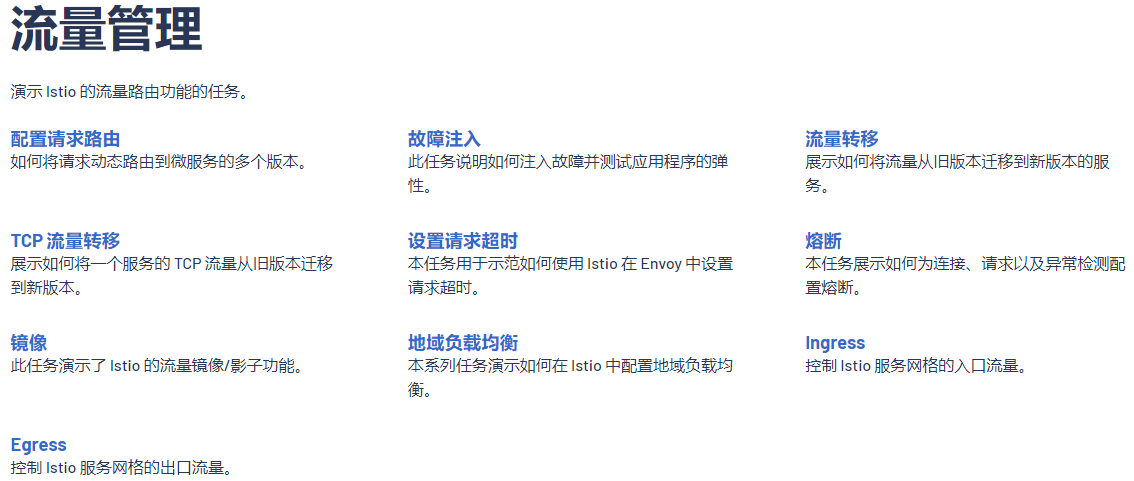 流量管理
演示 Istio 的流量路由功能的任务。
配置请求路由
如何将请求动态路由到微服务的多个版本。
故障注入
此任务说明如何注入故障并测试应用程序的弹
性。
流量转移
展示如何将流量从旧版本迁移到新版本的服
务。
TCP 流量转移
展示如何将一个服务的 TCP 流量从旧版本迁移
到新版本。
设置请求超时
本任务用于示范如何使用 Istio 在 Envoy 中设置
请求超时。
熔断
本任务展示如何为连接、请求以及异常检测配
置熔断。
镜像
此任务演示了 Istio 的流量镜像/影子功能。
地域负载均衡
本系列任务演示如何在 Istio 中配置地域负载均
衡。
Ingress
控制 Istio 服务网格的入口流量。
Egress
控制 Istio 服务网格的出口流量。